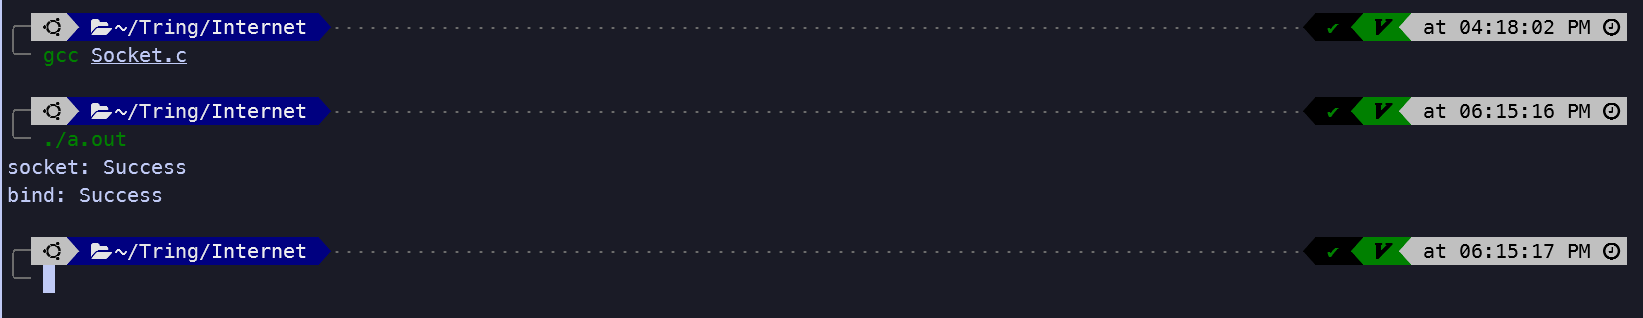 ~/Tring/Internet ✔ V at 04:18:02 PM
gcc Socket.c
~/Tring/Internet ✔ V at 06:15:16 PM
./a.out
socket: Success
bind: Success
~/Tring/Internet ✔ V at 06:15:17 PM